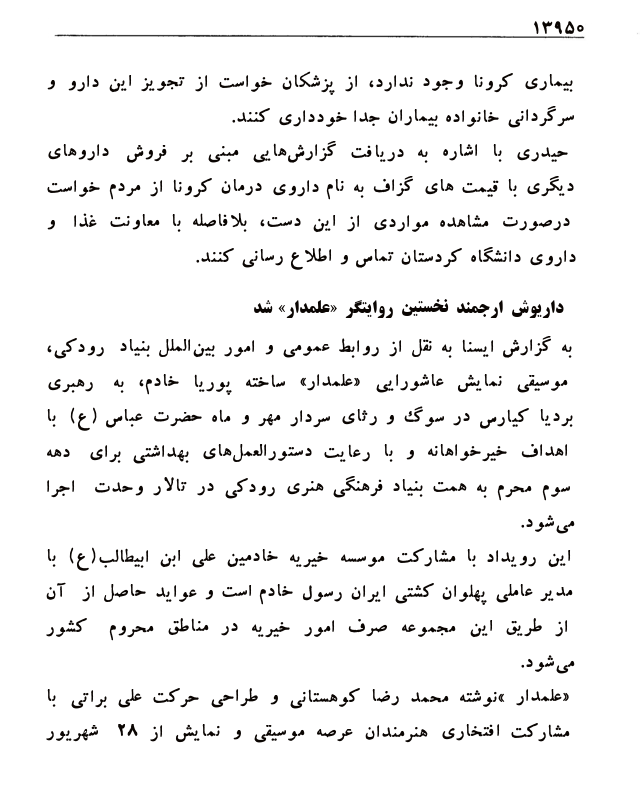 ۱۳۹۵۰
بیماری کرونا وجود ندارد، از پزشکان خواست از تجویز این دارو و
سرگردانی خانواده بیماران جدا خودداری کنند.
حیدری با اشاره به دریافت گزارش‌هایی مبنی بر فروش داروهای
دیگری با قیمت های گزاف به نام داروی درمان کرونا از مردم خواست
درصورت مشاهده مواردی از این دست، بلافاصله با معاونت غذا و
داروی دانشگاه کردستان تماس و اطلاع رسانی کنند.
داریوش ارجمند نخستین روایتگر «علمدار» شد
به گزارش ایسنا به نقل از روابط عمومی و امور بین‌الملل بنیاد رودکی،
موسیقی نمایش عاشورایی «علمدار» ساخته پوریا خادم، به رهبری
بردیا کیارس در سوگ و رثای سردار مهر و ماه حضرت عباس (ع) با
اهداف خیرخواهانه و با رعایت دستورالعمل‌های بهداشتی برای دهه
سوم محرم به همت بنیاد فرهنگی هنری رودکی در تالار وحدت اجرا
می‌شود.
این رویداد با مشارکت موسسه خیریه خادمین علی ابن ابیطالب(ع) با
مدیر عاملی پهلوان کشتی ایران رسول خادم است و عواید حاصل از آن
از طریق این مجموعه صرف امور خیریه در مناطق محروم کشور
می‌شود.
«علمدار »نوشته محمد رضا کوهستانی و طراحی حرکت علی براتی با
مشارکت افتخاری هنرمندان عرصه موسیقی و نمایش از ۲۸ شهریور